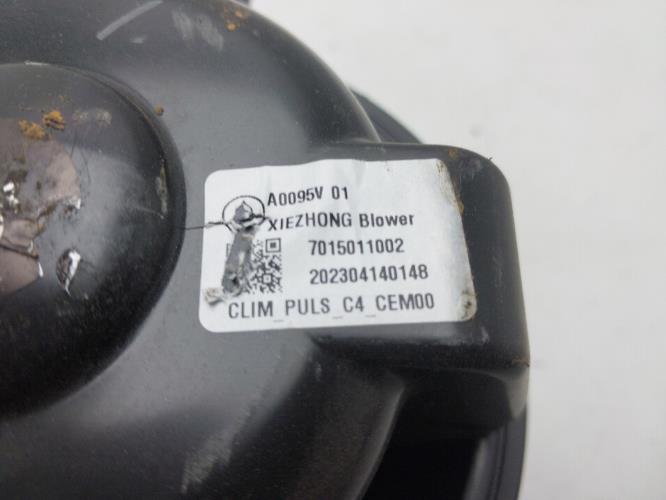 A0095V 01
XIEZHONG Blower
7015011002
202304140148
CLIM_PULS_C4_CEM00